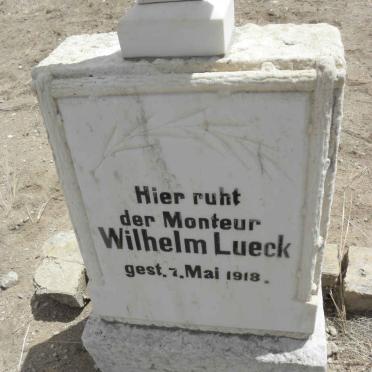 Hier ruht
der Monteur
Wilhelm Lueck
gest. 7. Mai 1918.